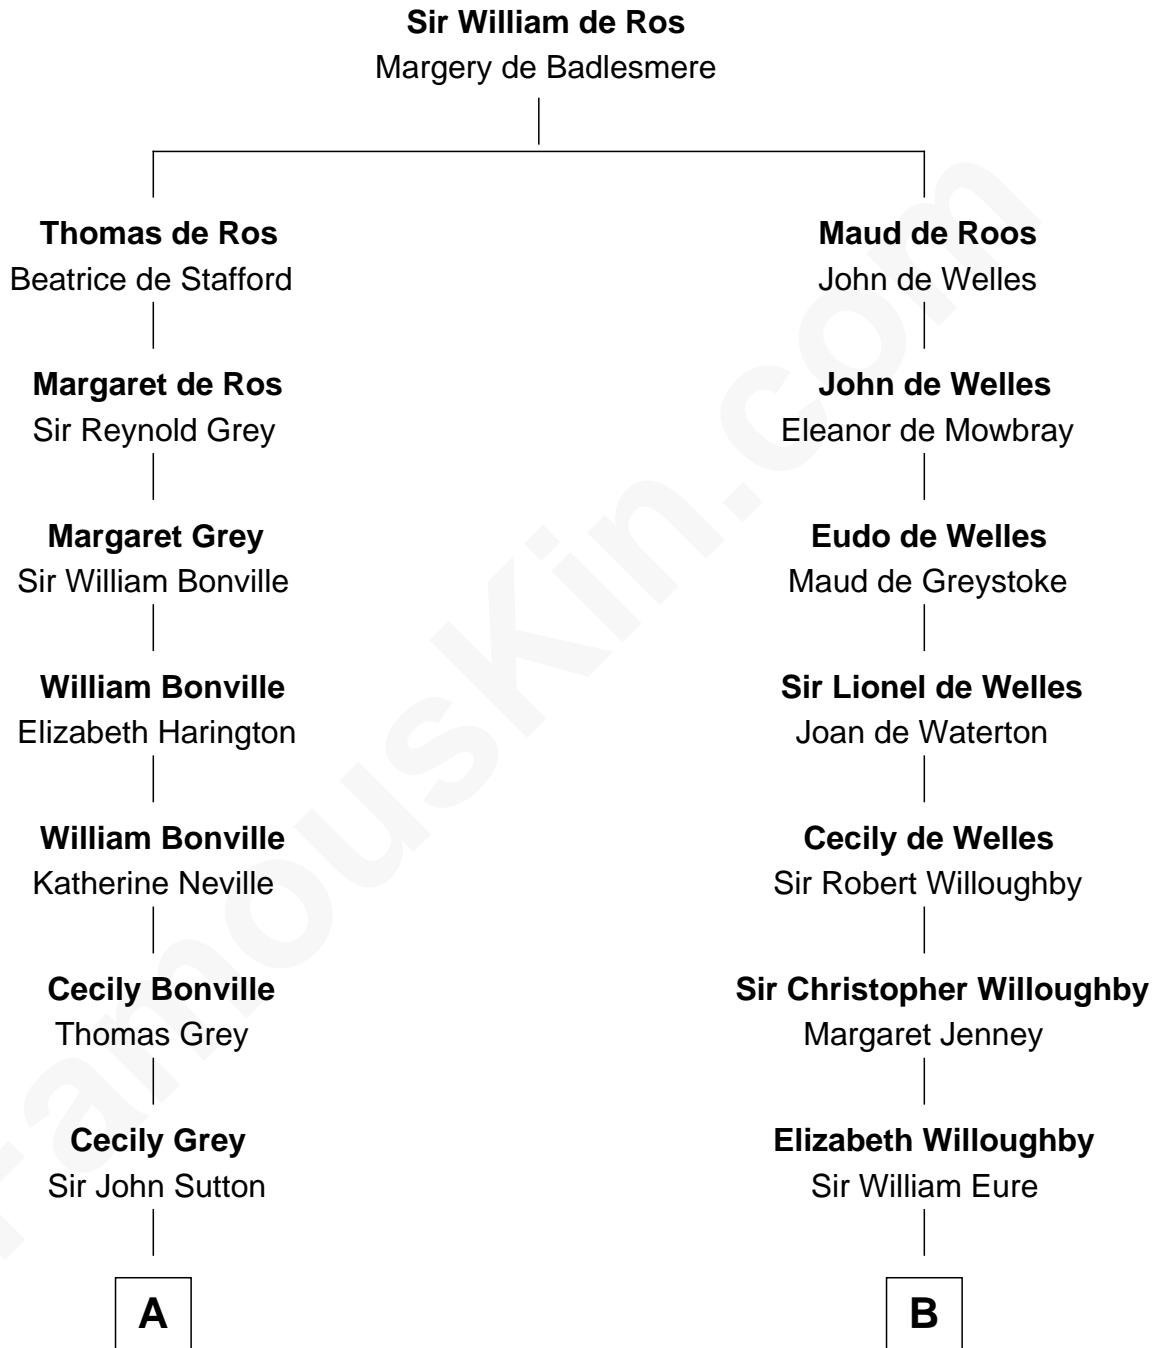 Sir William de Ros
Margery de Badlesmere
Thomas de Ros
Beatrice de Stafford
Maud de Roos
John de Welles
Margaret de Ros
Sir Reynold Grey
John de Welles
Eleanor de Mowbray
Margaret Grey
Sir William Bonville
Eudo de Welles
Maud de Greystoke
William Bonville
Elizabeth Harington
Sir Lionel de Welles
Joan de Waterton
William Bonville
Katherine Neville
Cecily de Welles
Sir Robert Willoughby
Cecily Bonville
Thomas Grey
Sir Christopher Willoughby
Margaret Jenney
Cecily Grey
Sir John Sutton
Elizabeth Willoughby
Sir William Eure
A
B
FamousKin.com